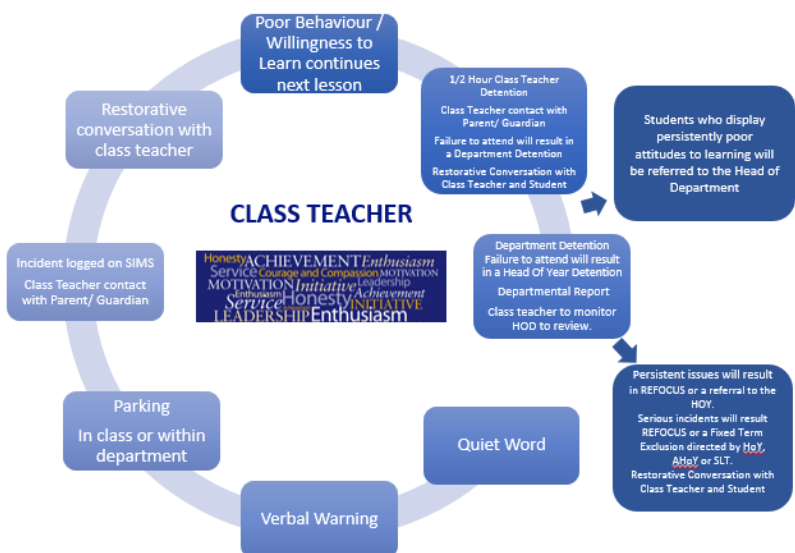 Poor Behaviour /
Willingness to
Learn continues
next lesson
1/2 Hour Class Teacher
Detention
Class Teacher contact with
Parent/ Guardian
Failure to attend will result in
a Department Detention
Restorative Conversation with
Class Teacher and Student
Students who display
persistently poor
attitudes to learning will
be referred to the Head of
Department
Restorative
conversation with
class teacher
CLASS TEACHER
Honesty ACHIEVEMENT Enthusiasm
Service Courage and Compassion MOTIVATION
MOTIVATION Initiative Leadership
Enthusiasm Honesty Achievement
Service INITIATIVE
LEADERSHIP Enthusiasm
Incident logged on SIMS
Class Teacher contact
with Parent/ Guardian
Department Detention
Failure to attend will result
in a Head Of Year Detention
Departmental Report
Class teacher to monitor
HOD to review.
Persistent issues will result
in REFOCUS or a referral to the
HOY.
Serious incidents will result
REFOCUS or a Fixed Term
Exclusion directed by HoY,
AHoY or SLT.
Restorative Conversation with
Class Teacher and Student
Parking
In class or within
department
Quiet Word
Verbal Warning